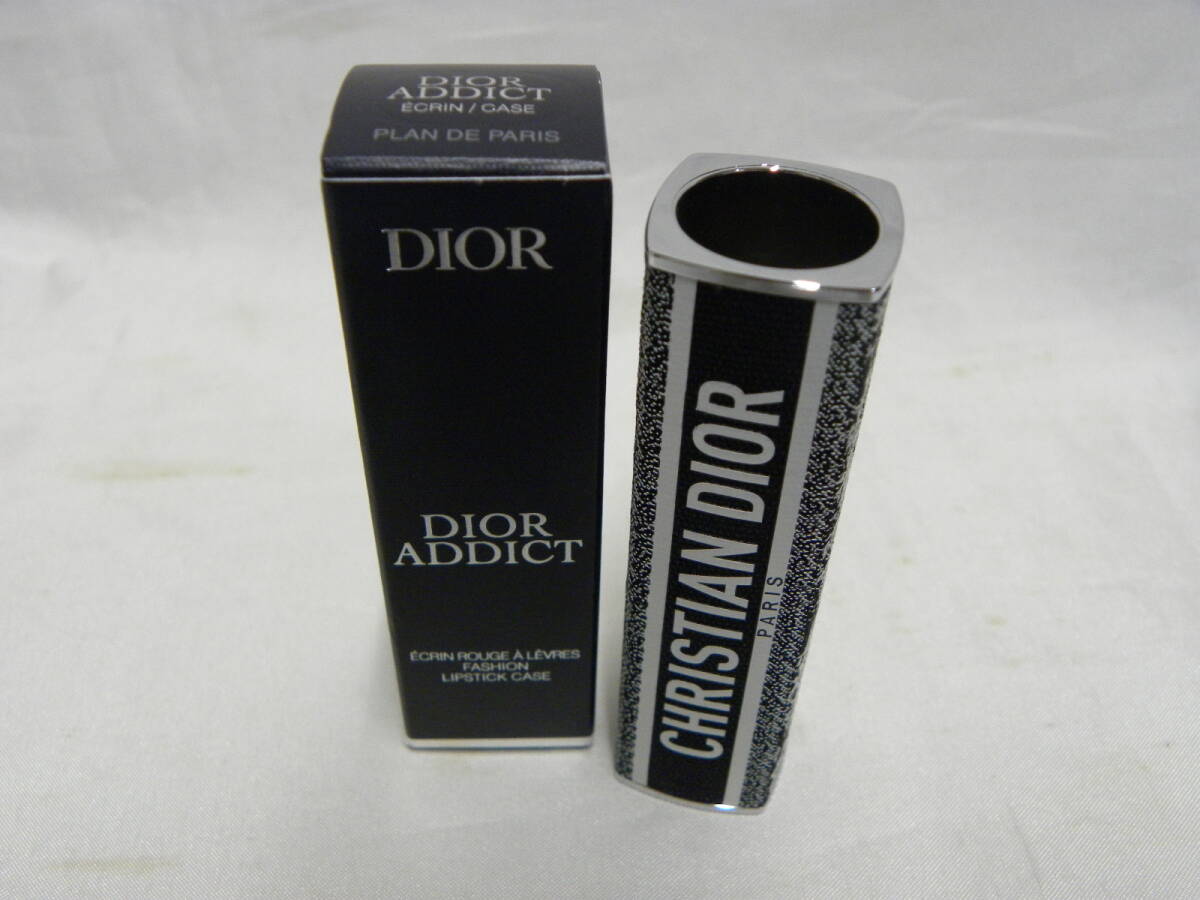 DIOR
ADDICT
ÉCRIN / CASE
PLAN DE PARIS
DIOR
DIOR
ADDICT
ÉCRIN ROUGE À LÈVRES
FASHION
LIPSTICK CASE
CHRISTIAN DIOR
PARIS